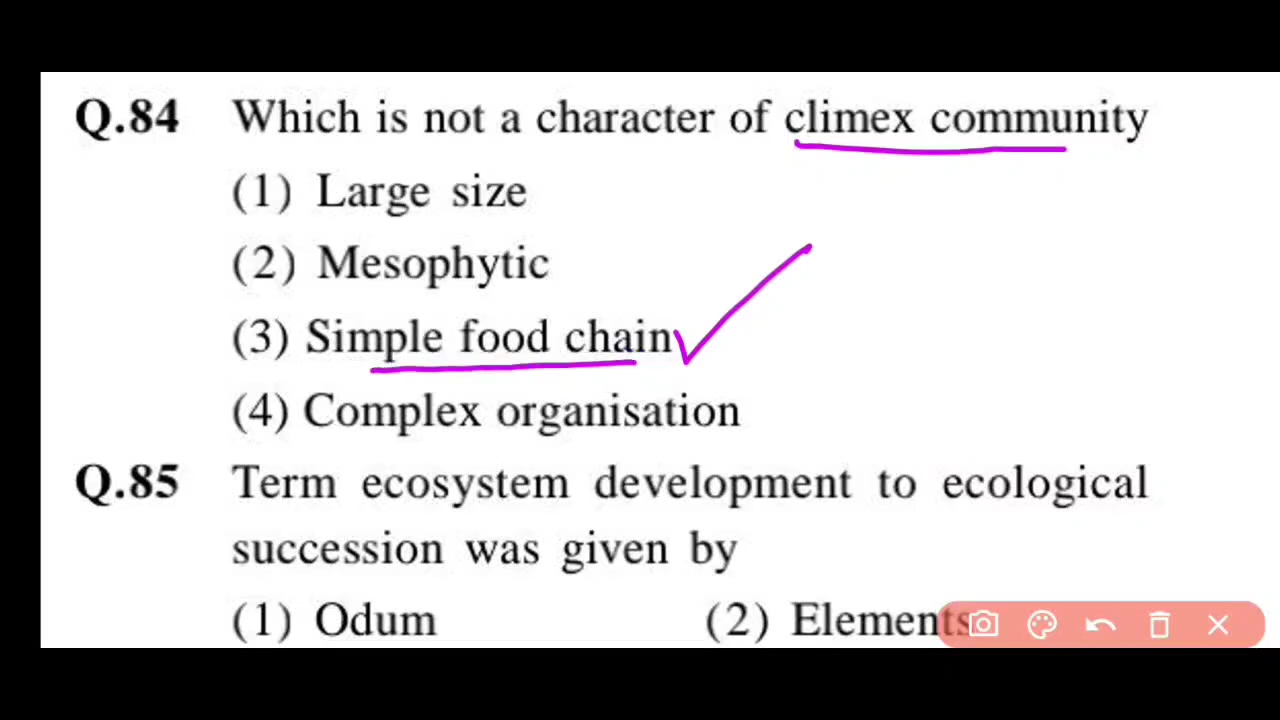 Q.84 Which is not a character of climex community
(1) Large size
(2) Mesophytic
(3) Simple food chain
(4) Complex organisation
Q.85 Term ecosystem development to ecological
succession was given by
(1) Odum (2) Elements